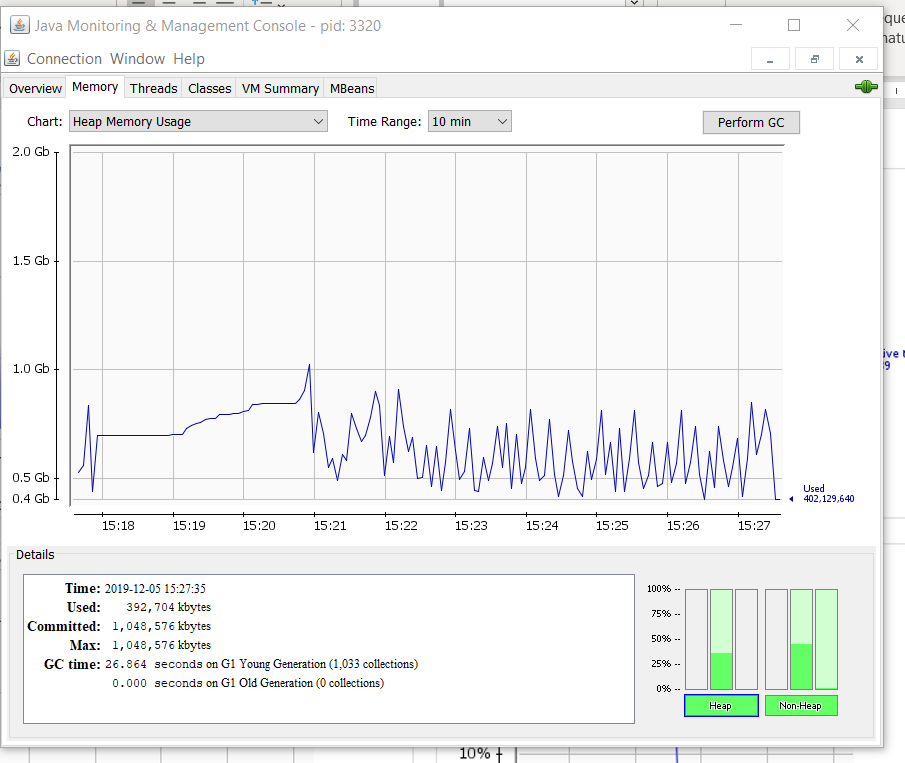 Java Monitoring & Management Console - pid: 3320
Connection Window Help
Overview Memory Threads Classes VM Summary MBeans
Chart: Heap Memory Usage Time Range: 10 min Perform GC
2.0 Gb
1.5 Gb
1.0 Gb
0.5 Gb
0.4 Gb
Used
402,129,640
15:18 15:19 15:20 15:21 15:22 15:23 15:24 15:25 15:26 15:27
Details
Time: 2019-12-05 15:27:35
Used: 392,704 kbytes
Committed: 1,048,576 kbytes
Max: 1,048,576 kbytes
GC time: 26.864 seconds on G1 Young Generation (1,033 collections)
0.000 seconds on G1 Old Generation (0 collections)
100% --
75% --
50% --
25% --
0% --
Heap Non-Heap
10%